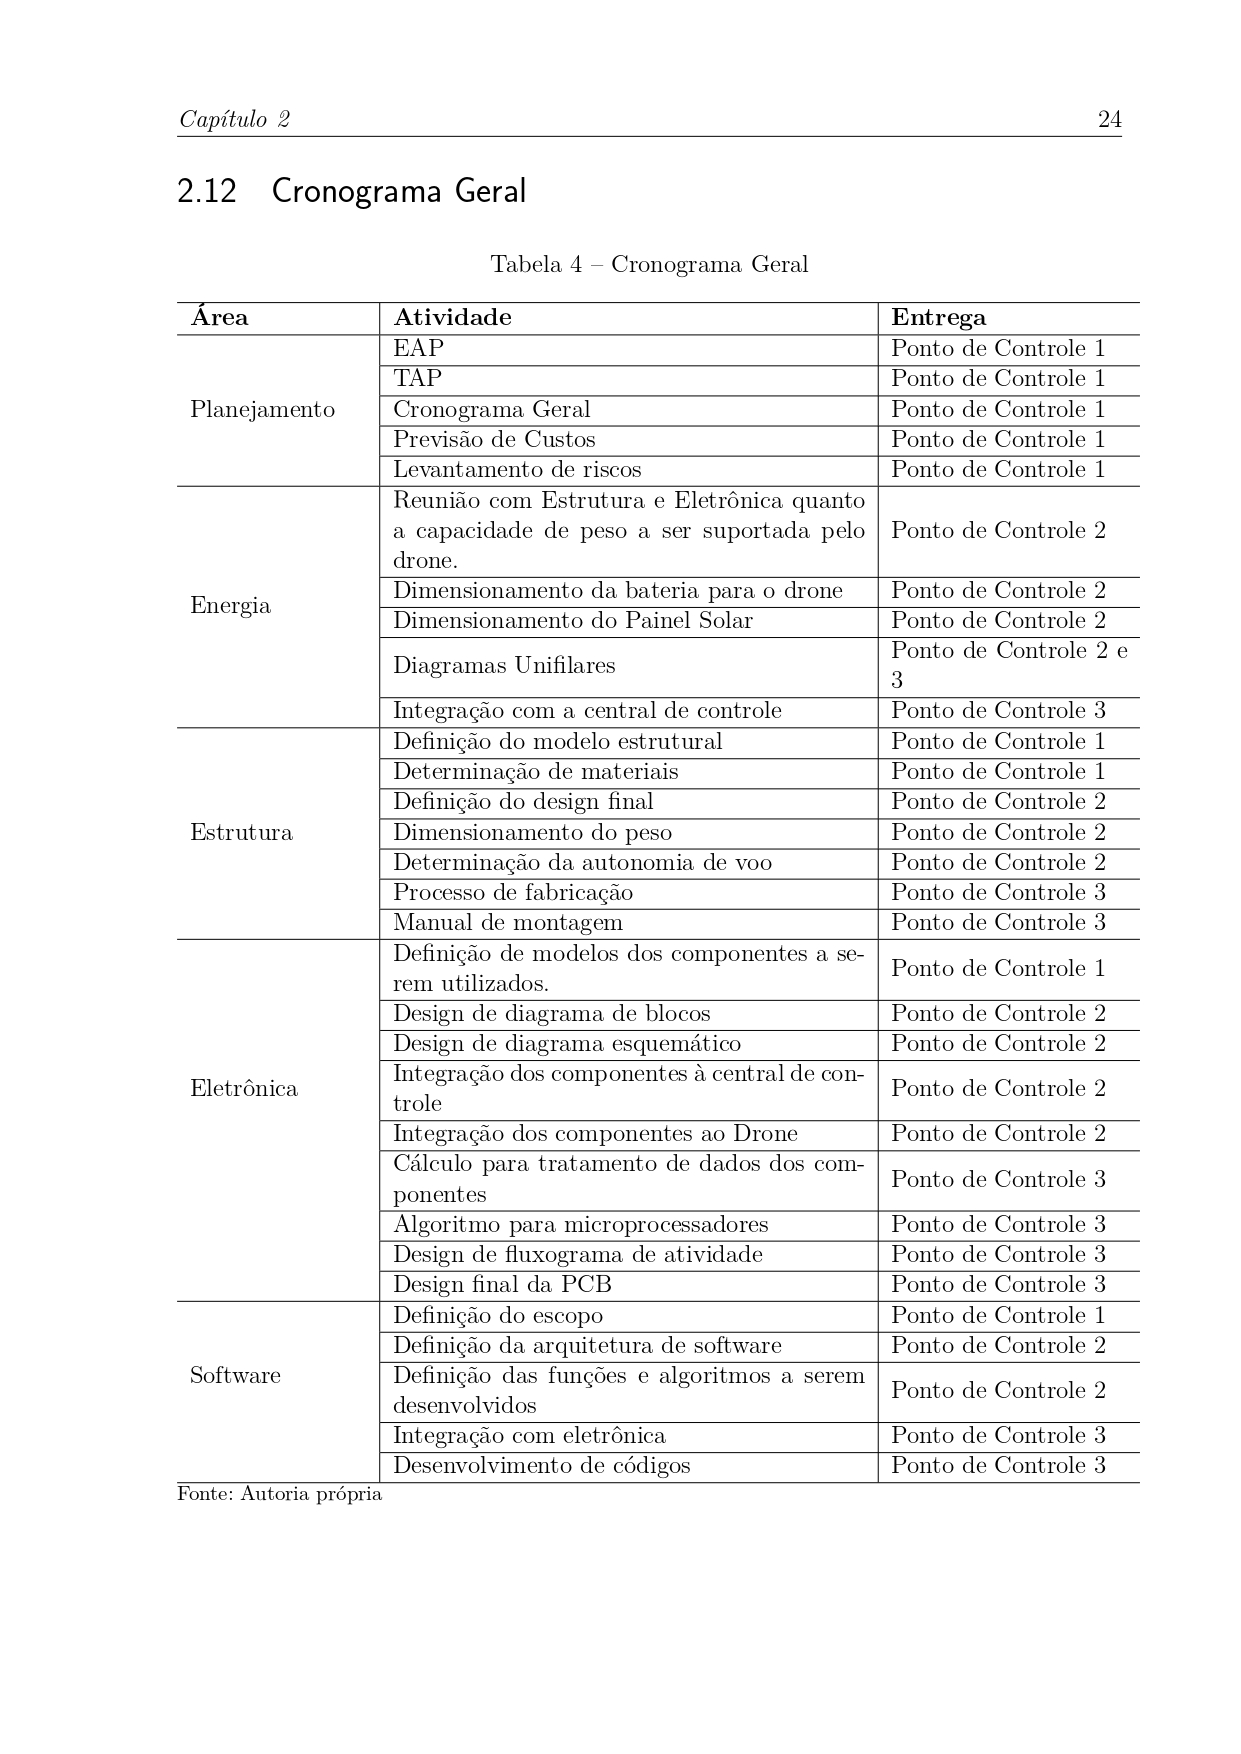 Capítulo 2 24
2.12 Cronograma Geral
Tabela 4 – Cronograma Geral
Área Atividade Entrega
Planejamento
EAP Ponto de Controle 1
TAP Ponto de Controle 1
Cronograma Geral Ponto de Controle 1
Previsão de Custos Ponto de Controle 1
Levantamento de riscos Ponto de Controle 1
Energia
Reunião com Estrutura e Eletrônica quanto
a capacidade de peso a ser suportada pelo
drone.
Ponto de Controle 2
Dimensionamento da bateria para o drone Ponto de Controle 2
Dimensionamento do Painel Solar Ponto de Controle 2
Diagramas Unifilares
Ponto de Controle 2 e
3
Integração com a central de controle Ponto de Controle 3
Estrutura
Definição do modelo estrutural Ponto de Controle 1
Determinação de materiais Ponto de Controle 1
Definição do design final Ponto de Controle 2
Dimensionamento do peso Ponto de Controle 2
Determinação da autonomia de voo Ponto de Controle 2
Processo de fabricação Ponto de Controle 3
Manual de montagem Ponto de Controle 3
Eletrônica
Definição de modelos dos componentes a se-
rem utilizados.
Ponto de Controle 1
Design de diagrama de blocos Ponto de Controle 2
Design de diagrama esquemático Ponto de Controle 2
Integração dos componentes à central de con-
trole
Ponto de Controle 2
Integração dos componentes ao Drone Ponto de Controle 2
Cálculo para tratamento de dados dos com-
ponentes
Ponto de Controle 3
Algoritmo para microprocessadores Ponto de Controle 3
Design de fluxograma de atividade Ponto de Controle 3
Design final da PCB Ponto de Controle 3
Software
Definição do escopo Ponto de Controle 1
Definição da arquitetura de software Ponto de Controle 2
Definição das funções e algoritmos a serem
desenvolvidos
Ponto de Controle 2
Integração com eletrônica Ponto de Controle 3
Desenvolvimento de códigos Ponto de Controle 3
Fonte: Autoria própria